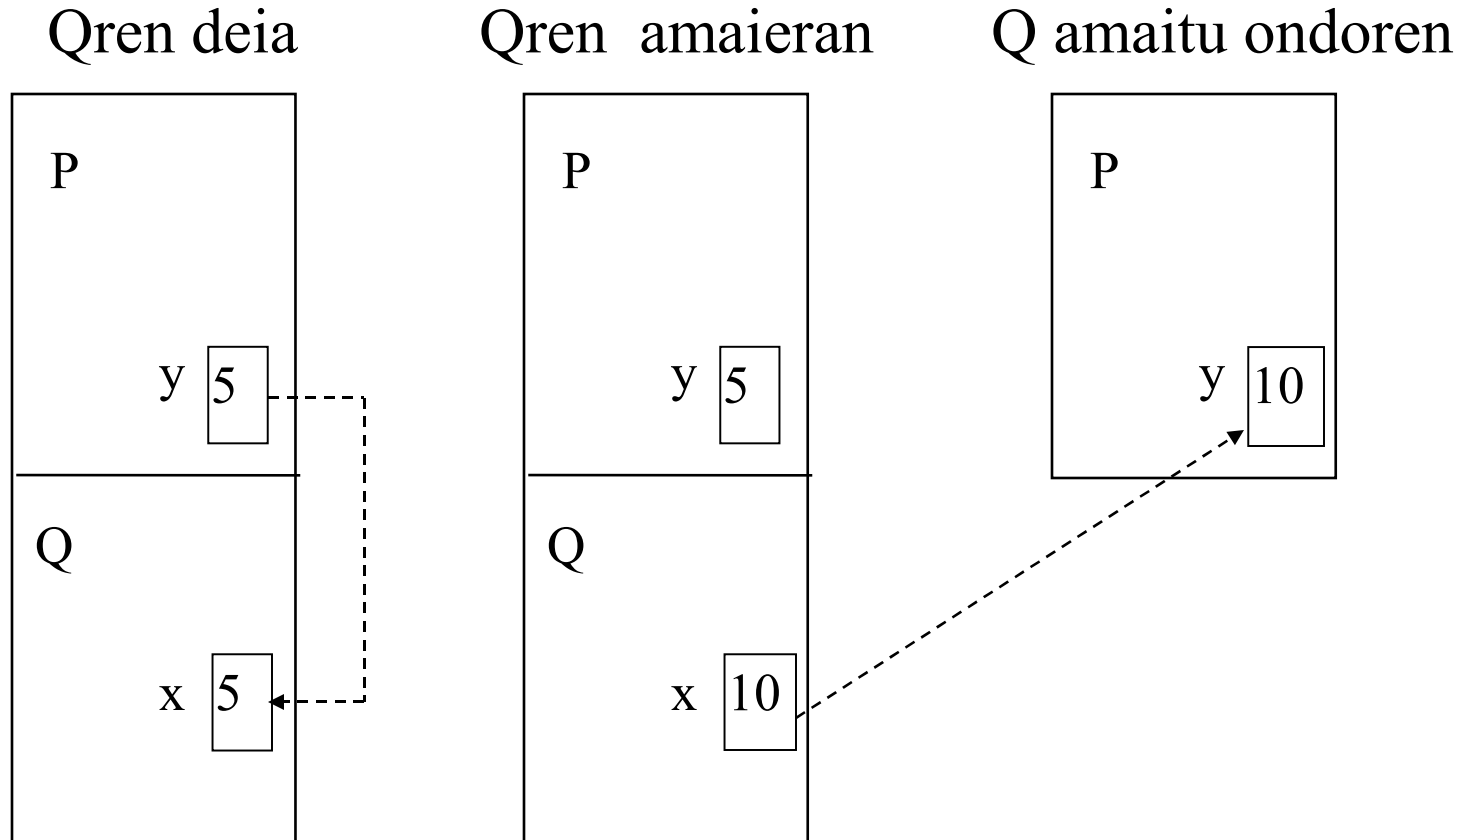 Qren deia
P
y 5
Q
x 5
Qren amaieran
P
y 5
Q
x 10
Q amaitu ondoren
P
y 10